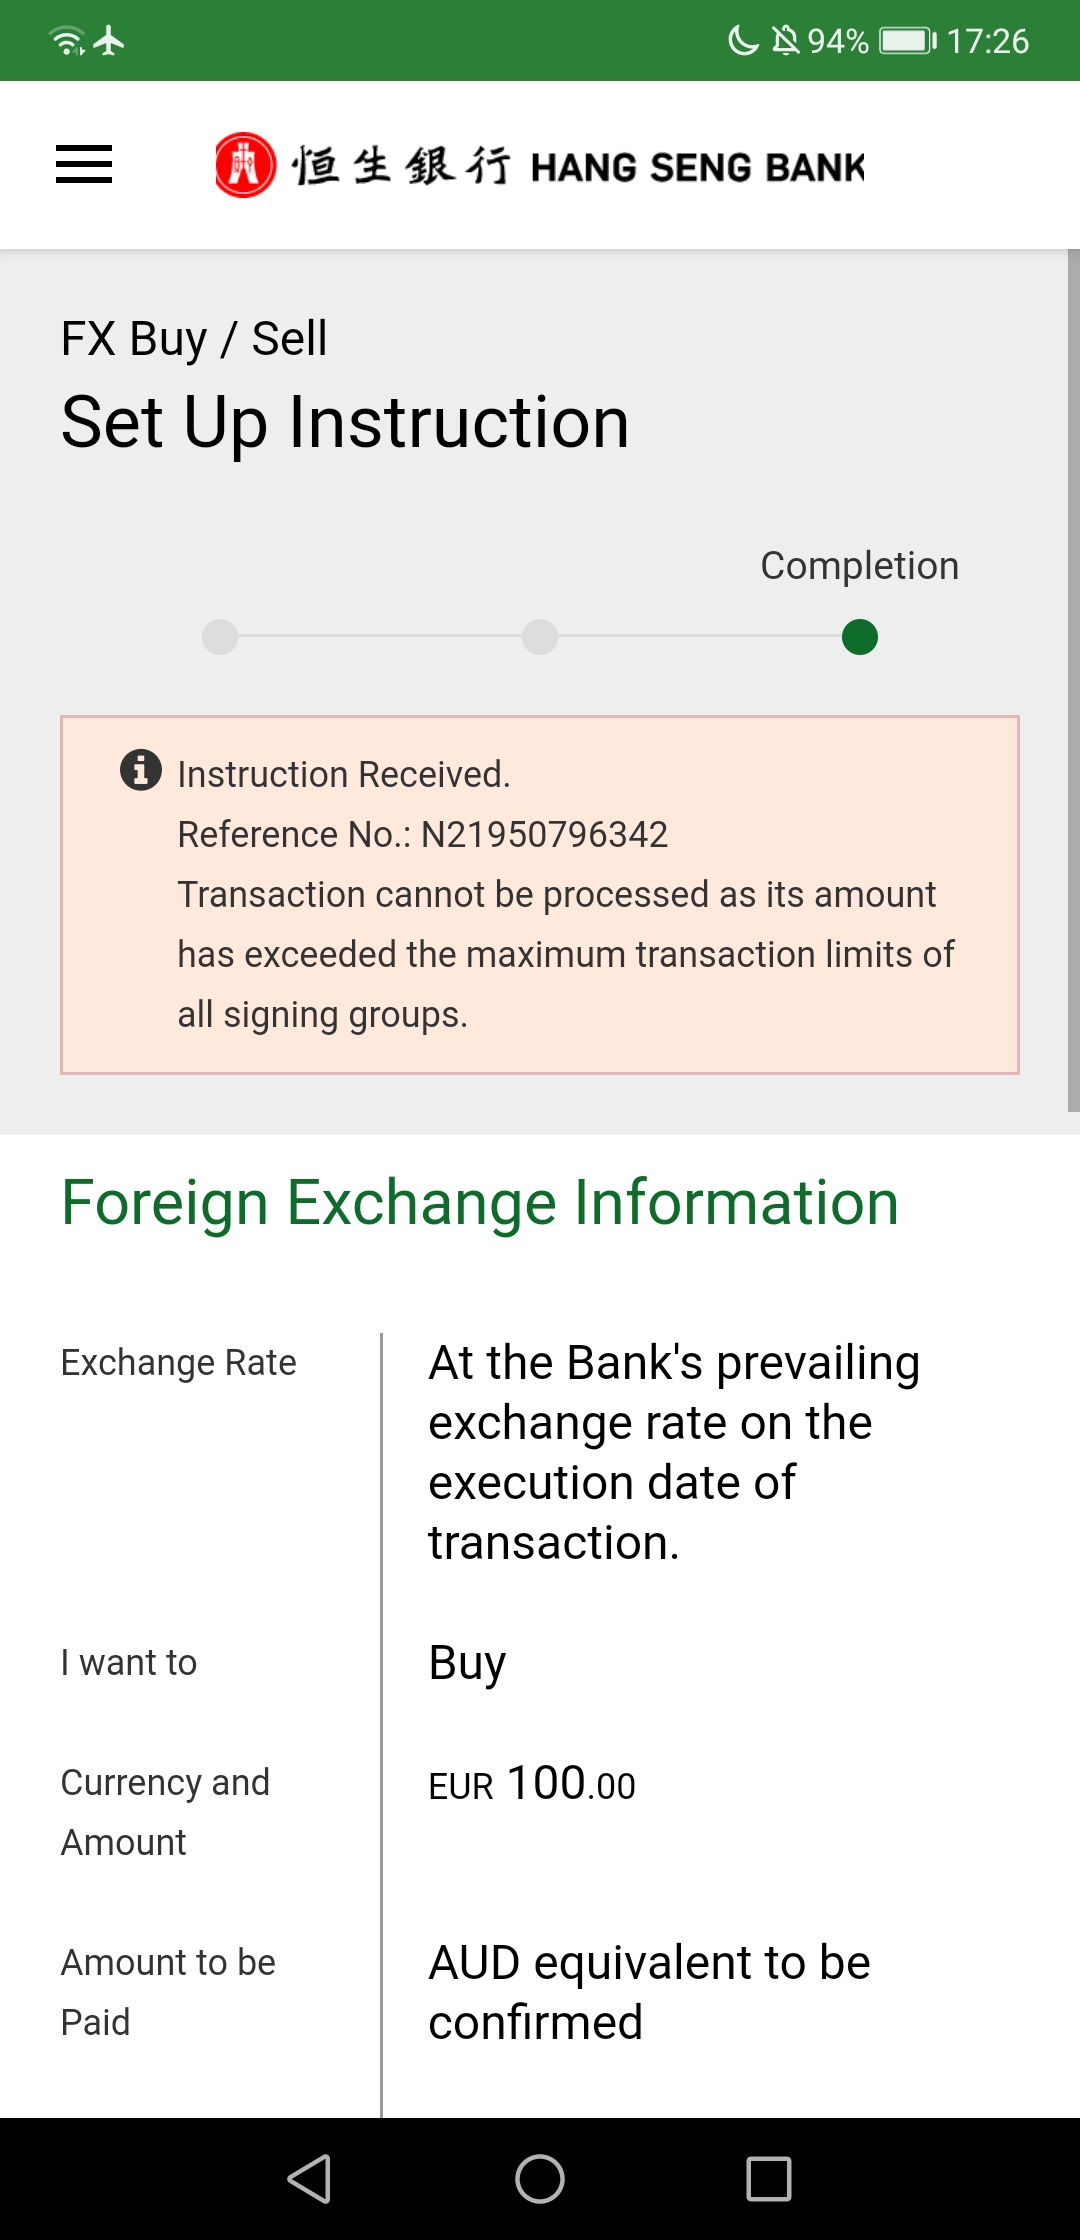 94% 17:26
恒生銀行 HANG SENG BANK
FX Buy / Sell
Set Up Instruction
Completion
Instruction Received.
Reference No.: N21950796342
Transaction cannot be processed as its amount
has exceeded the maximum transaction limits of
all signing groups.
Foreign Exchange Information
Exchange Rate
At the Bank's prevailing
exchange rate on the
execution date of
transaction.
I want to
Buy
Currency and
Amount
EUR 100.00
Amount to be
Paid
AUD equivalent to be
confirmed